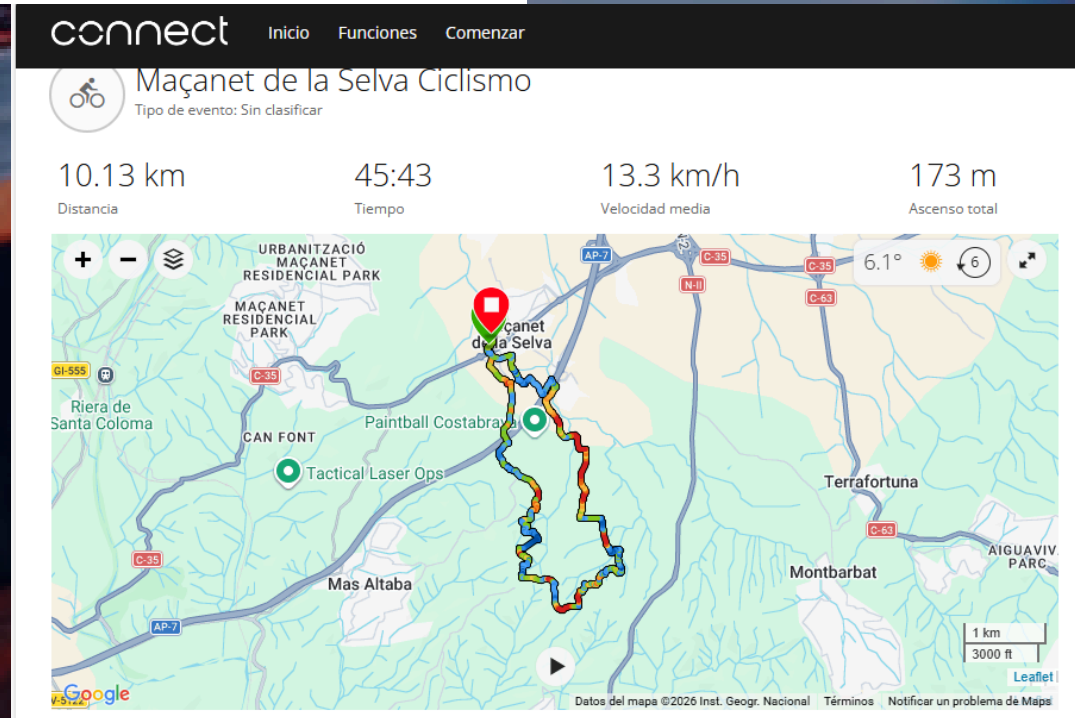 connect Inicio Funciones Comenzar
Maçanet de la Selva Ciclismo
Tipo de evento: Sin clasificar
10.13 km 45:43 13.3 km/h 173 m
Distancia Tiempo Velocidad media Ascenso total
URBANITZACIÓ
MAÇANET
RESIDENCIAL PARK
AP-7
N-2
C-35
C-35
6.1°
6
N-II
C-63
MAÇANET
RESIDENCIAL
PARK
çanet
de la Selva
GI-555
C-35
Riera de
Santa Coloma
Paintball Costabrava
CAN FONT
Tactical Laser Ops
Terrafortuna
C-63
C-35
AIGUAVIV
PARC
Mas Altaba
Montbarbat
AP-7
1 km
3000 ft
Leaflet
Google
V-5122
Datos del mapa ©2026 Inst. Geogr. Nacional Términos Notificar un problema de Maps